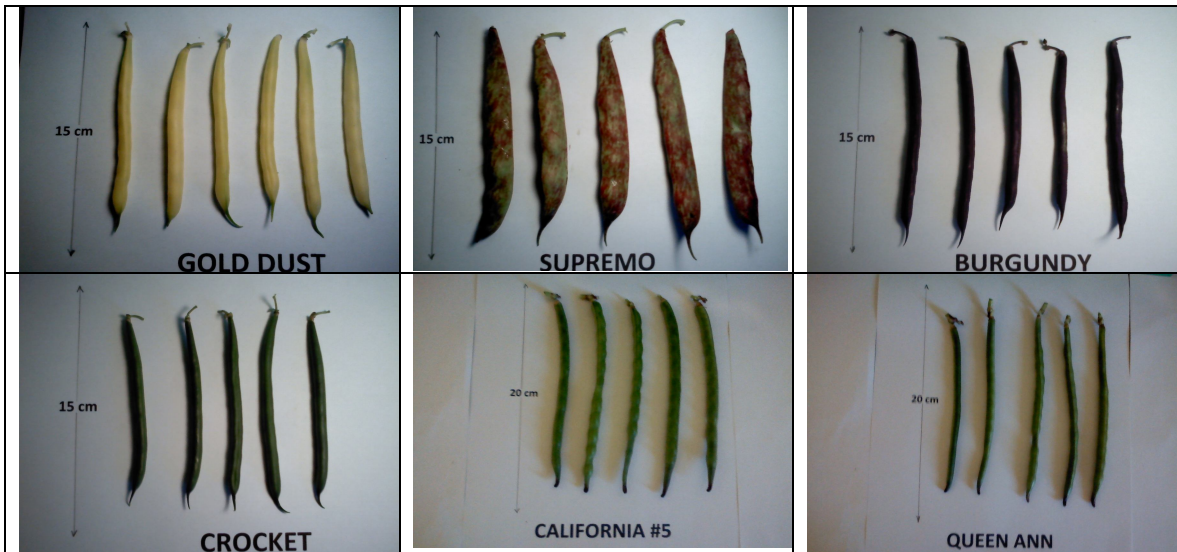 15 cm
GOLD DUST
15 cm
SUPREMO
15 cm
BURGUNDY
15 cm
CROCKET
20 cm
CALIFORNIA #5
20 cm
QUEEN ANN